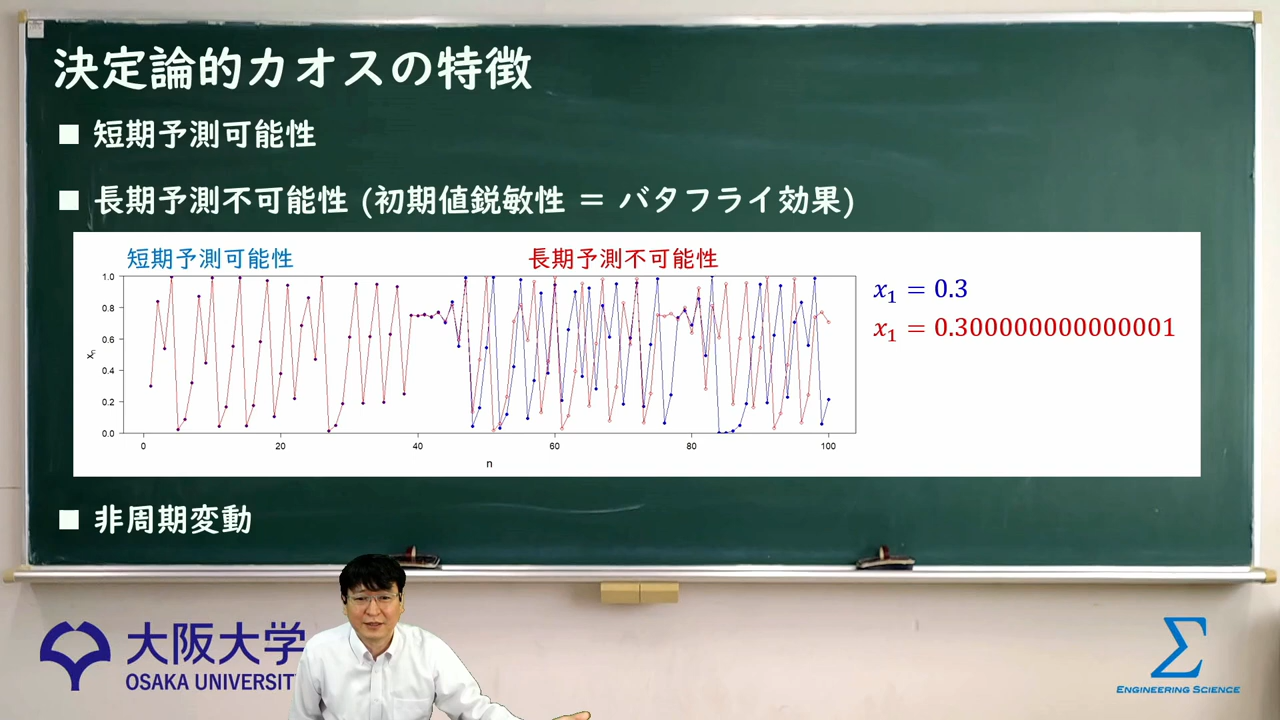 決定論的カオスの特徴
■ 短期予測可能性
■ 長期予測不可能性 (初期値鋭敏性 = バタフライ効果)
短期予測可能性 長期予測不可能性
x₁ = 0.3
x₁ = 0.300000000000001
1.0
0.8
0.6
0.4
0.2
0.0
xₙ
0 20 40 60 80 100
n
■ 非周期変動
大阪大学
OSAKA UNIVERSIT
Σ
ENGINEERING SCIENCE